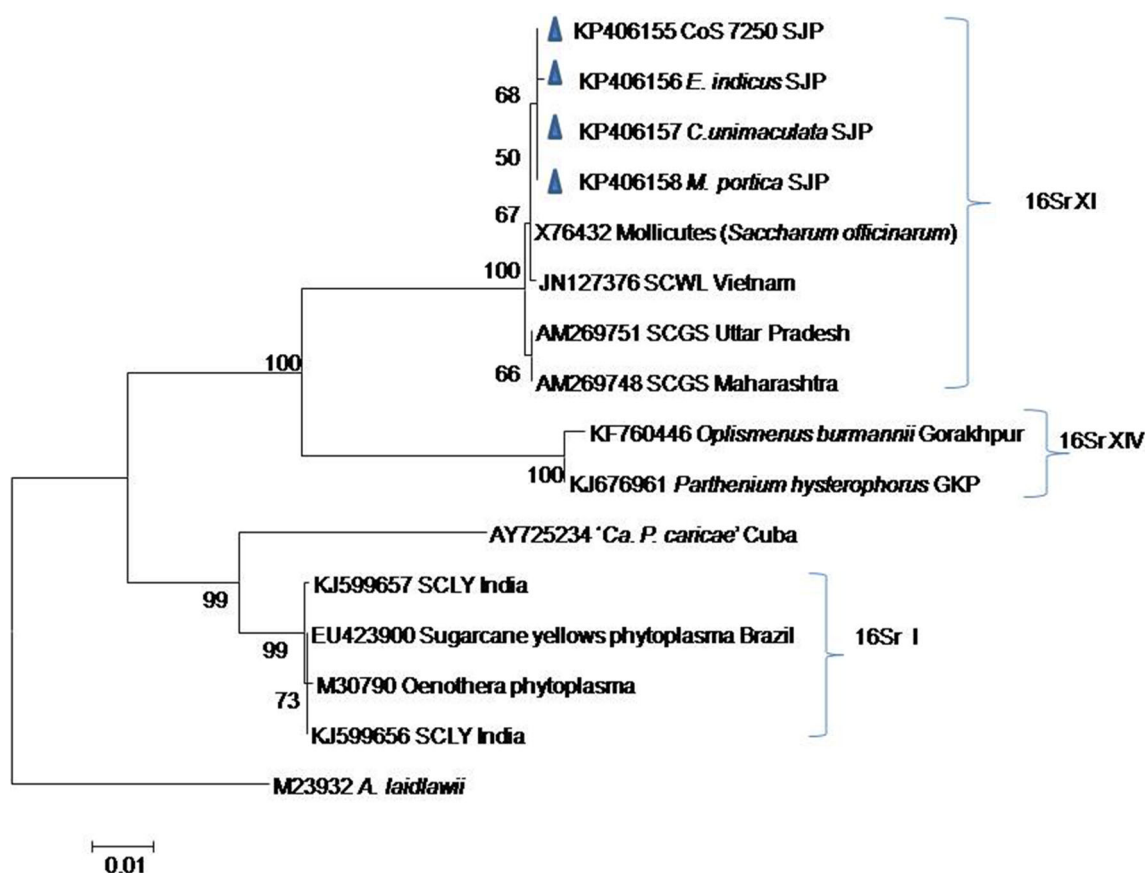 KP406155 CoS 7250 SJP
KP406156 E. indicus SJP
68
KP406157 C.unimaculata SJP
50
KP406158 M. portica SJP
16Sr XI
67
X76432 Mollicutes (Saccharum officinarum)
100
JN127376 SCWL Vietnam
AM269751 SCGS Uttar Pradesh
100
66
AM269748 SCGS Maharashtra
KF760446 Oplismenus burmannii Gorakhpur
16Sr XIV
100
KJ676961 Parthenium hysterophorus GKP
AY725234 'Ca. P. caricae' Cuba
KJ599657 SCLY India
99
EU423900 Sugarcane yellows phytoplasma Brazil
16Sr I
99
M30790 Oenothera phytoplasma
73
KJ599656 SCLY India
M23932 A. laidlawii
0.01